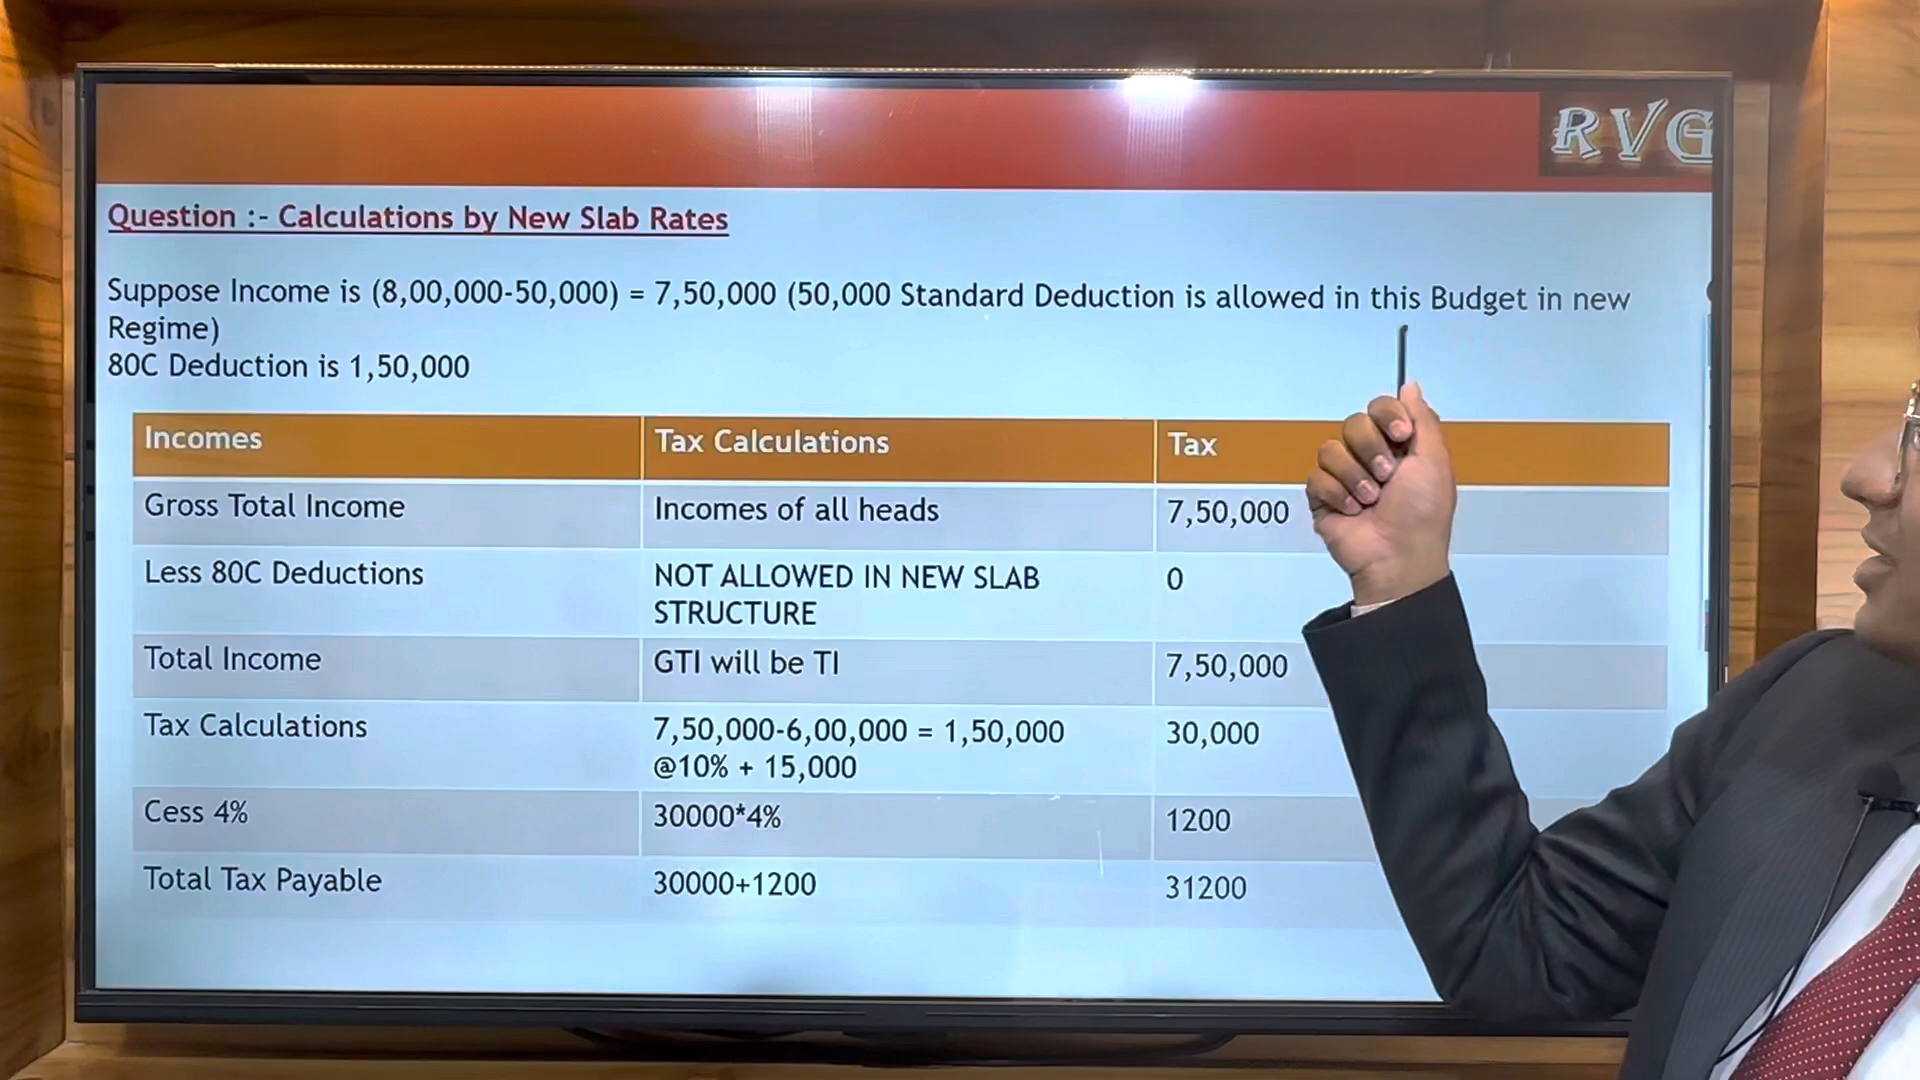 RVG
Question :- Calculations by New Slab Rates
Suppose Income is (8,00,000-50,000) = 7,50,000 (50,000 Standard Deduction is allowed in this Budget in new
Regime)
80C Deduction is 1,50,000
Incomes Tax Calculations Tax
Gross Total Income Incomes of all heads 7,50,000
Less 80C Deductions NOT ALLOWED IN NEW SLAB 0
STRUCTURE
Total Income GTI will be TI 7,50,000
Tax Calculations 7,50,000-6,00,000 = 1,50,000 30,000
@10% + 15,000
Cess 4% 30000*4% 1200
Total Tax Payable 30000+1200 31200